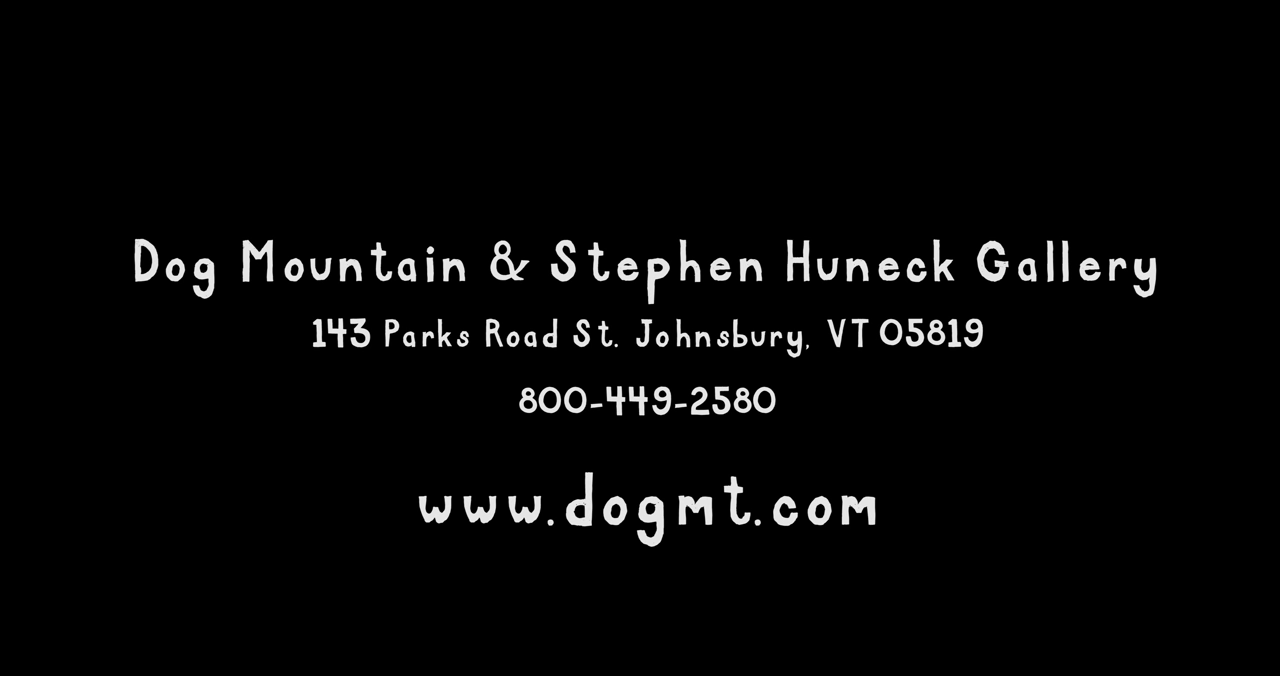 Dog Mountain & Stephen Huneck Gallery
143 Parks Road St. Johnsbury, VT 05819
800-449-2580
www.dogmt.com